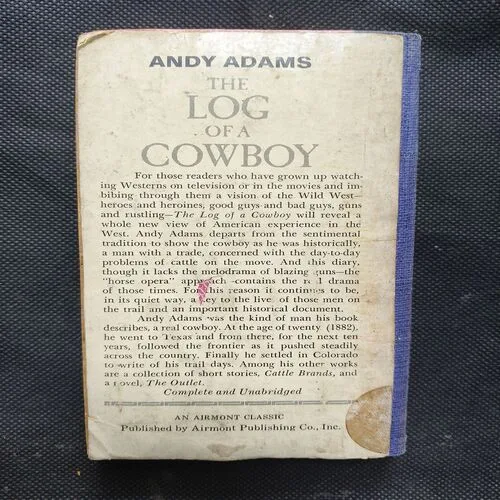 ANDY ADAMS
THE
LOG
OF A
COWBOY
For those readers who have grown up watch-
ing Westerns on television or in the movies and im-
bibing through them a vision of the Wild West—
heroes and heroines, good guys and bad guys, guns
and rustling—The Log of a Cowboy will reveal a
whole new view of American experience in the
West. Andy Adams departs from the sentimental
tradition to show the cowboy as he was historically,
a man with a trade, concerned with the day-to-day
problems of cattle on the move. And this diary,
though it lacks the melodrama of blazing guns—the
"horse opera" approach—contains the real drama
of those times. For this reason it continues to be,
in its quiet way, a key to the live of those men on
the trail and an important historical document.
Andy Adams was the kind of man his book
describes, a real cowboy. At the age of twenty (1882),
he went to Texas and from there, for the next ten
years, followed the frontier as it pushed steadily
across the country. Finally he settled in Colorado
to write of his trail days. Among his other works
are a collection of short stories, Cattle Brands, and
a novel, The Outlet.
Complete and Unabridged
AN AIRMONT CLASSIC
Published by Airmont Publishing Co., Inc.